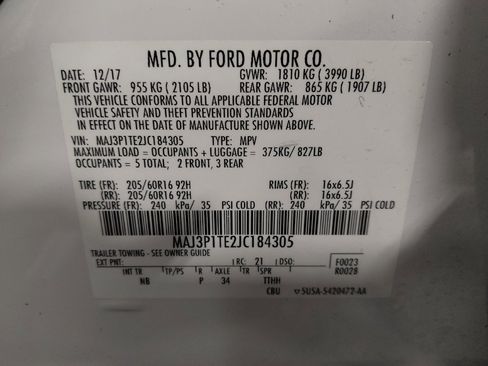 MFD. BY FORD MOTOR CO.
DATE: 12/17 GVWR: 1810 KG ( 3990 LB)
FRONT GAWR: 955 KG ( 2105 LB) REAR GAWR: 865 KG ( 1907 LB)
THIS VEHICLE CONFORMS TO ALL APPLICABLE FEDERAL MOTOR
VEHICLE SAFETY AND THEFT PREVENTION STANDARDS
IN EFFECT ON THE DATE OF MANUFACTURE SHOWN ABOVE.
VIN: MAJ3P1TE2JC184305 TYPE: MPV
MAXIMUM LOAD = OCCUPANTS + LUGGAGE = 375KG/ 827LB
OCCUPANTS = 5 TOTAL; 2 FRONT, 3 REAR
TIRE (FR): 205/60R16 92H RIMS (FR): 16x6.5J
(RR): 205/60R16 92H (RR): 16x6.5J
PRESSURE (FR): 240 kPa/ 35 PSI COLD (RR): 240 kPa/ 35 PSI COLD
MAJ3P1TE2JC184305
TRAILER TOWING - SEE OWNER GUIDE
EXT PNT: RC: 21 DSO: F0023
R0028
INT TR TP/PS R AXLE TR SPR
NB P 34 TTHH
CBU 5U5A-5420472-AA